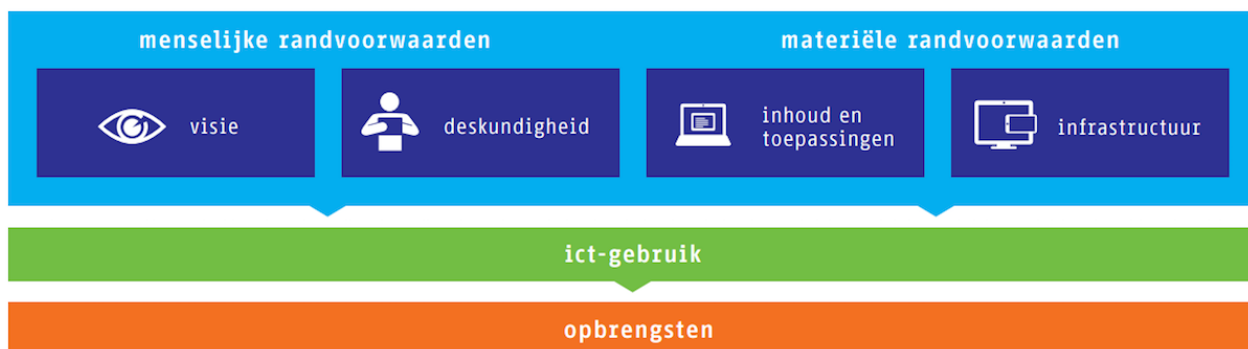 menselijke randvoorwaarden
materiële randvoorwaarden
visie
deskundigheid
inhoud en
toepassingen
infrastructuur
ict-gebruik
opbrengsten